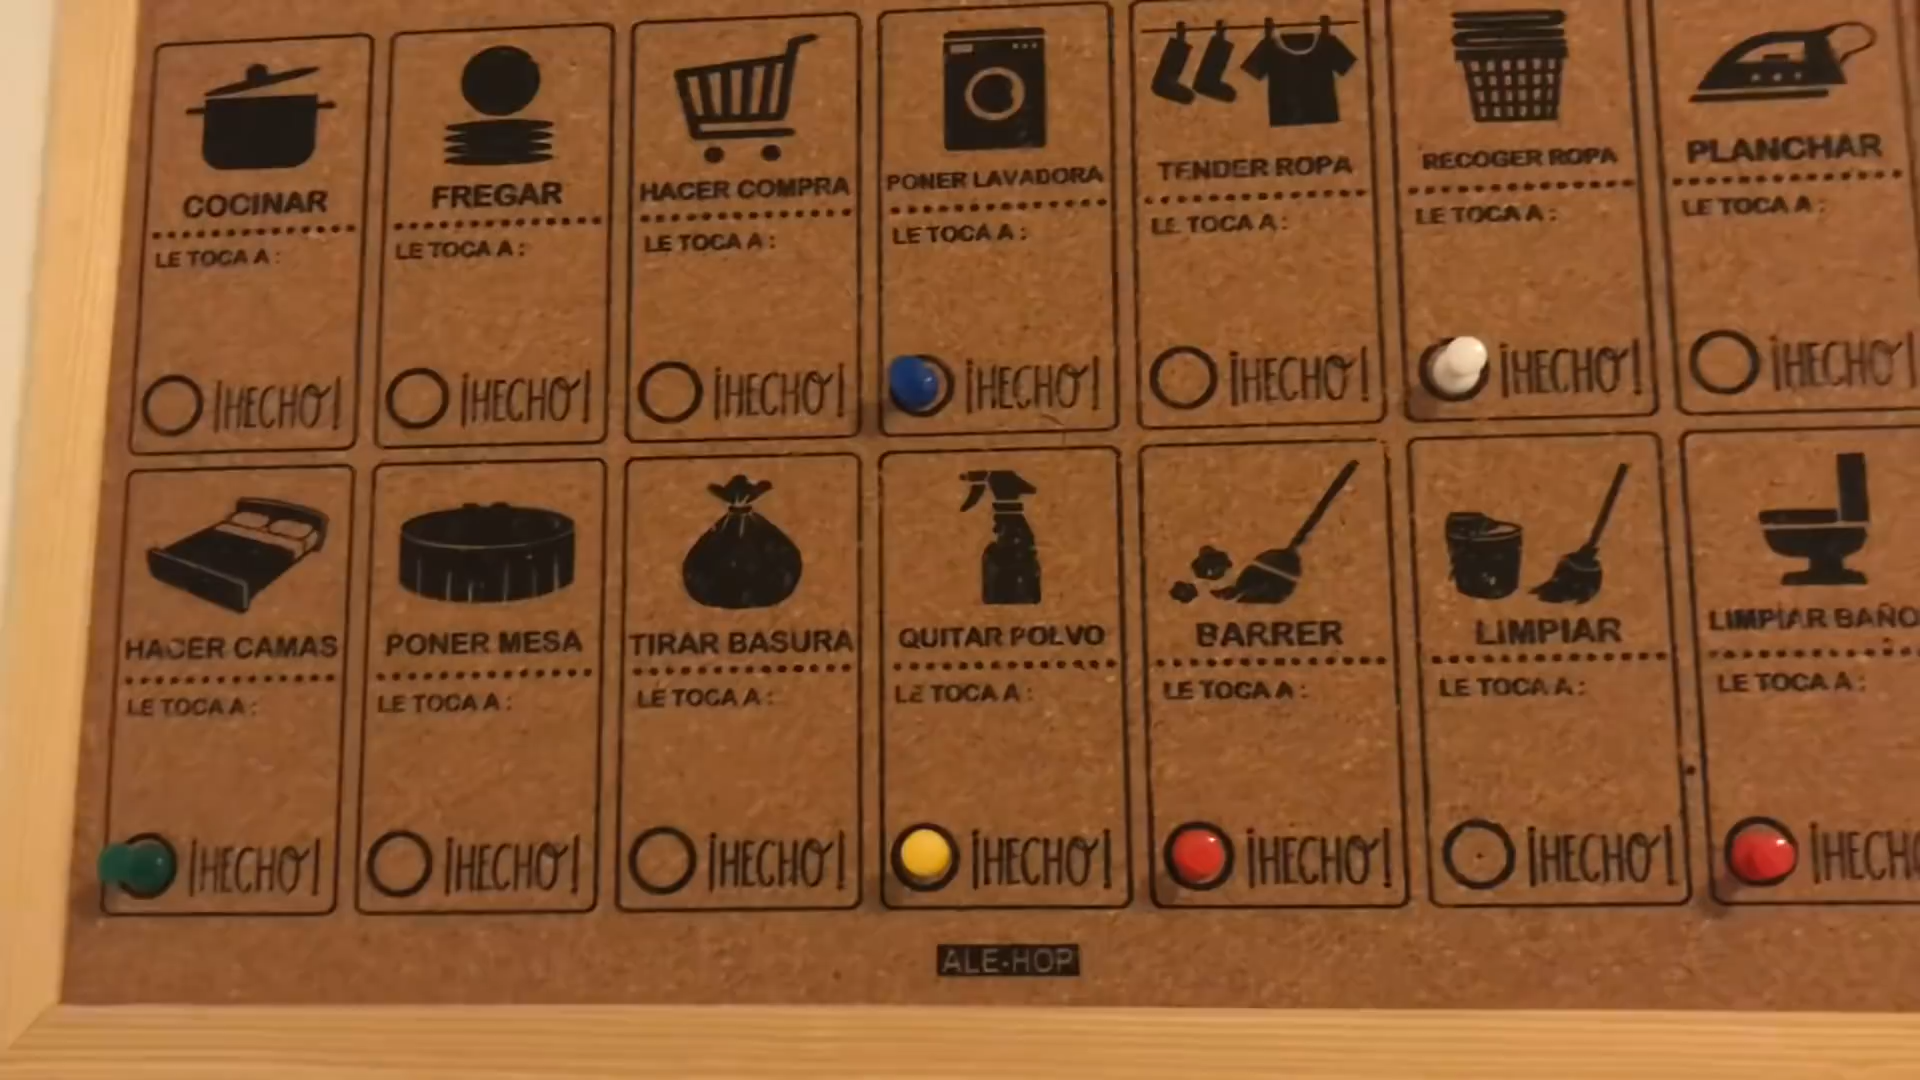 COCINAR
LE TOCA A:
¡HECHO!
FREGAR
LE TOCA A:
¡HECHO!
HACER COMPRA
LE TOCA A:
¡HECHO!
PONER LAVADORA
LE TOCA A:
¡HECHO!
TENDER ROPA
LE TOCA A:
¡HECHO!
RECOGER ROPA
LE TOCA A:
¡HECHO!
PLANCHAR
LE TOCA A:
¡HECHO!
HACER CAMAS
LE TOCA A:
¡HECHO!
PONER MESA
LE TOCA A:
¡HECHO!
TIRAR BASURA
LE TOCA A:
¡HECHO!
QUITAR POLVO
LE TOCA A:
¡HECHO!
BARRER
LE TOCA A:
¡HECHO!
LIMPIAR
LE TOCA A:
¡HECHO!
LIMPIAR BAÑO
LE TOCA A:
¡HECH
ALE-HOP